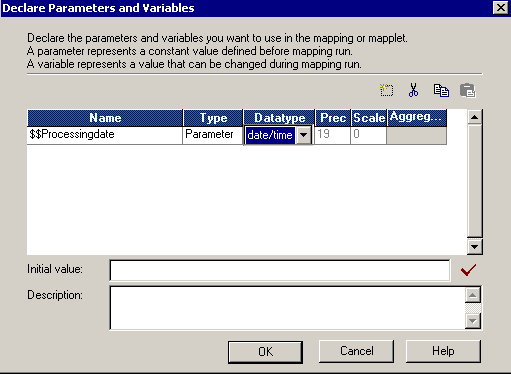 Declare Parameters and Variables
Declare the parameters and variables you want to use in the mapping or mapplet.
A parameter represents a constant value defined before mapping run.
A variable represents a value that can be changed during mapping run.
Name Type Datatype Prec Scale Aggreg...
$$Processingdate Parameter date/time 19 0
Initial value:
Description:
OK Cancel Help